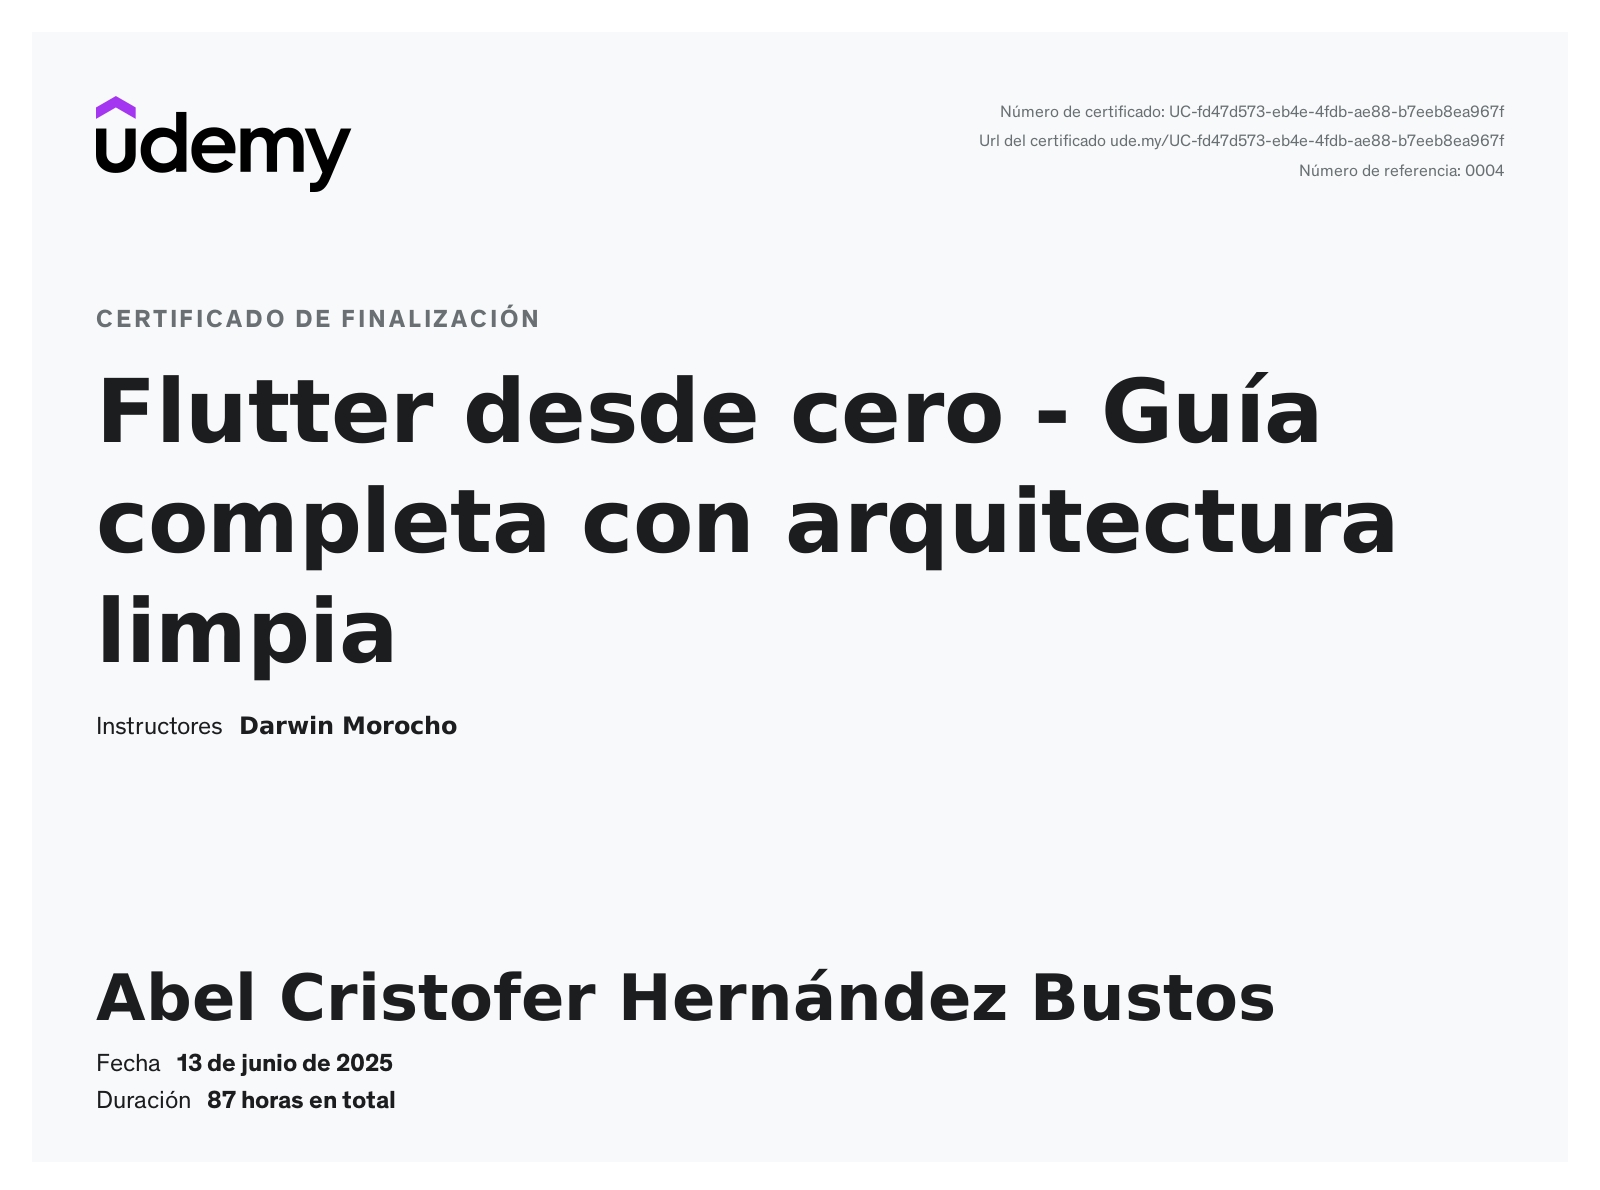 udemy
Número de certificado: UC-fd47d573-eb4e-4fdb-ae88-b7eeb8ea967f
Url del certificado ude.my/UC-fd47d573-eb4e-4fdb-ae88-b7eeb8ea967f
Número de referencia: 0004
CERTIFICADO DE FINALIZACIÓN
Flutter desde cero - Guía
completa con arquitectura
limpia
Instructores Darwin Morocho
Abel Cristofer Hernández Bustos
Fecha 13 de junio de 2025
Duración 87 horas en total